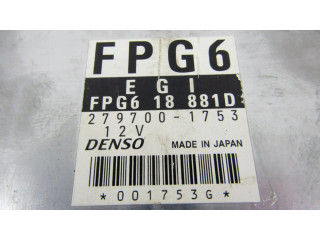 FPG6
EGI
FPG6 18 881D
279700-1753
12V
DENSO MADE IN JAPAN
*001753G*